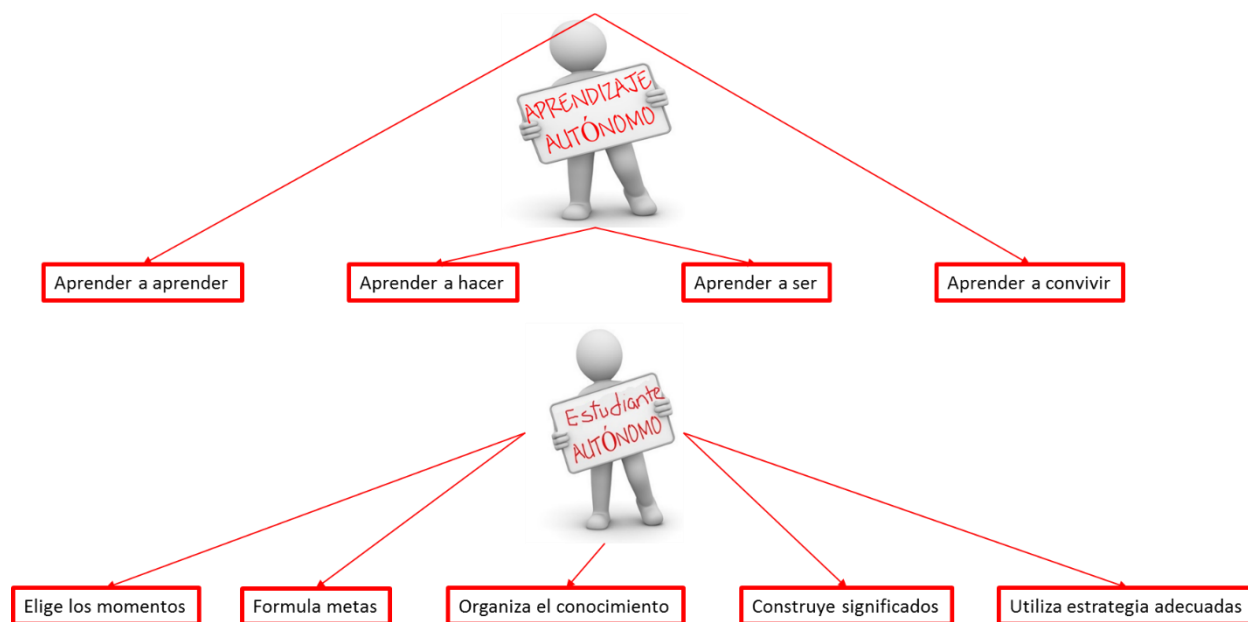 APRENDIZAJE
AUTÓNOMO
Aprender a aprender
Aprender a hacer
Aprender a ser
Aprender a convivir
Estudiante
AUTÓNOMO
Elige los momentos
Formula metas
Organiza el conocimiento
Construye significados
Utiliza estrategia adecuadas